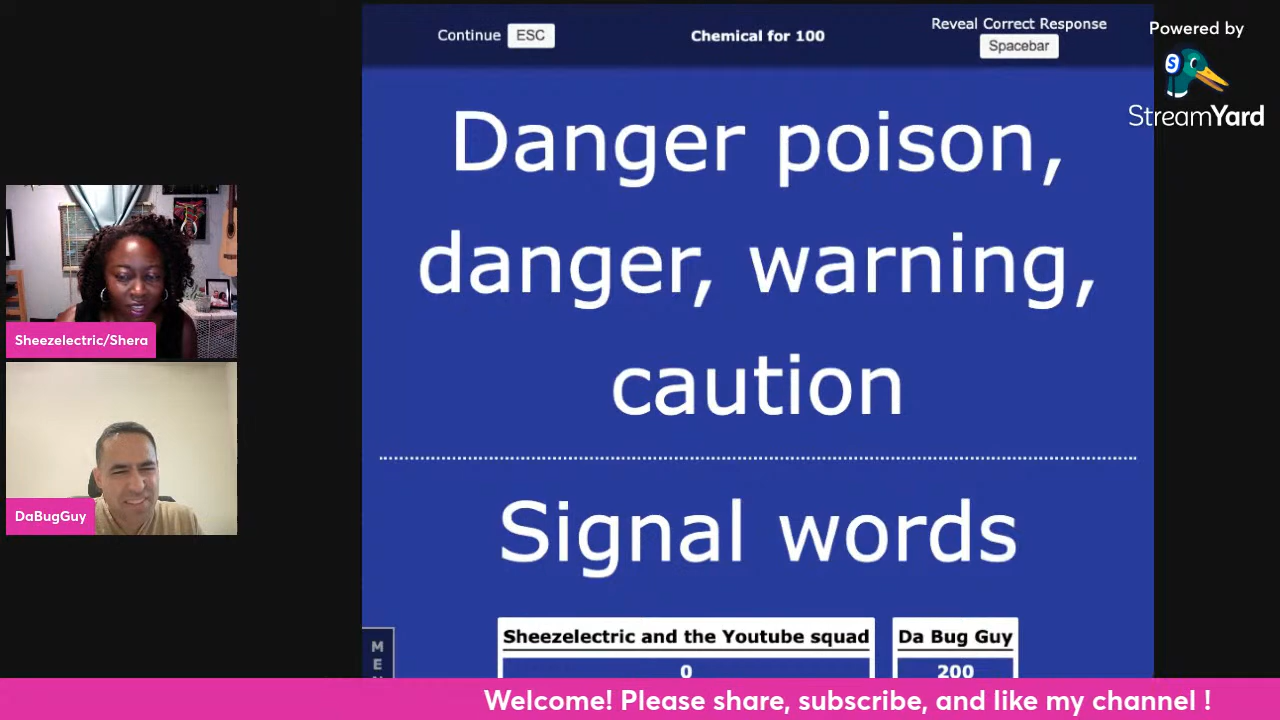 Continue ESC
Chemical for 100
Reveal Correct Response
Spacebar
Powered by
S
StreamYard
Danger poison,
danger, warning,
caution
Signal words
Sheezelectric/Shera
DaBugGuy
Sheezelectric and the Youtube squad
0
Da Bug Guy
200
M
E
Welcome! Please share, subscribe, and like my channel !